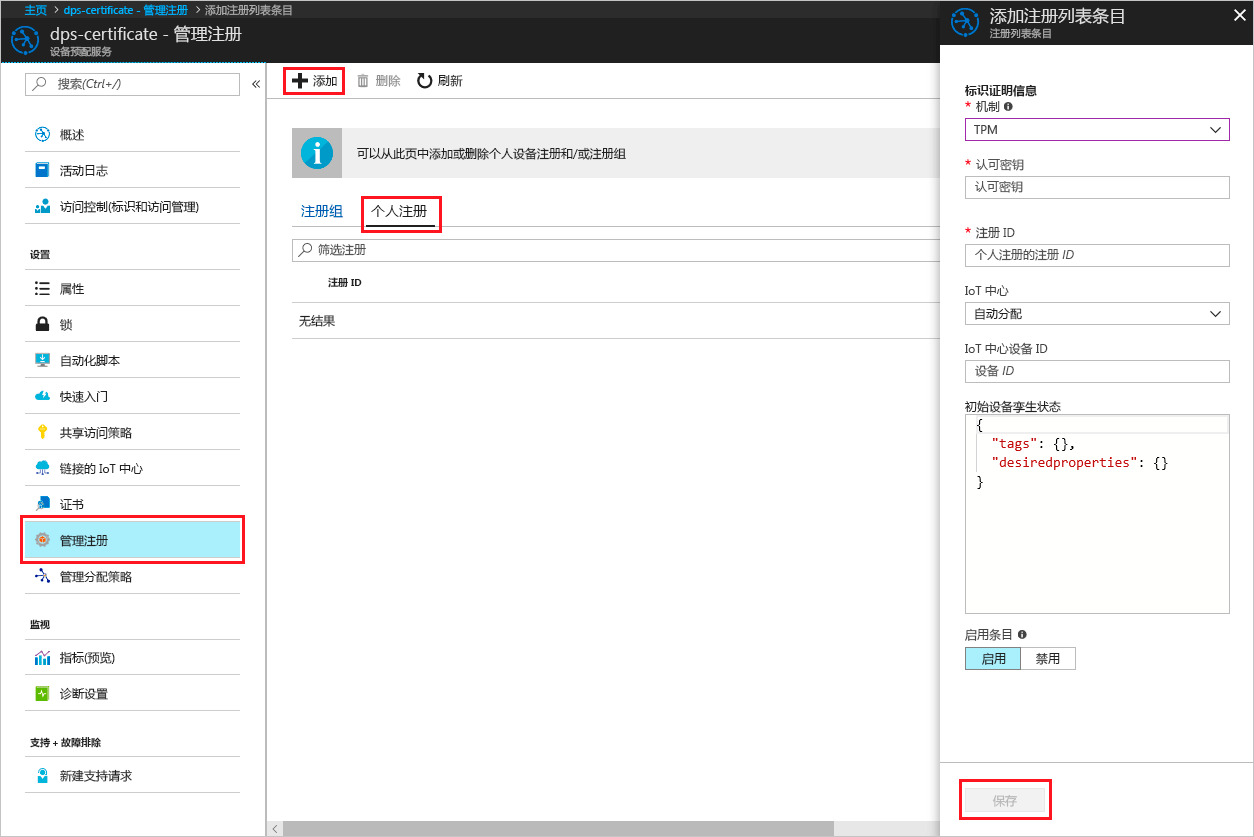 主页 > dps-certificate - 管理注册 > 添加注册列表条目
dps-certificate - 管理注册
设备预配服务
搜索(Ctrl+/)
«
概述
活动日志
访问控制(标识和访问管理)
设置
属性
锁
自动化脚本
快速入门
共享访问策略
链接的 IoT 中心
证书
管理注册
管理分配策略
监视
指标(预览)
诊断设置
支持 + 故障排除
新建支持请求
添加 删除 刷新
可以从此页中添加或删除个人设备注册和/或注册组
注册组 个人注册
筛选注册
注册 ID
无结果
添加注册列表条目
注册列表条目
标识证明信息
* 机制
TPM
* 认可密钥
认可密钥
* 注册 ID
个人注册的注册 ID
IoT 中心
自动分配
IoT 中心设备 ID
设备 ID
初始设备孪生状态
{
"tags": {},
"desiredproperties": {}
}
启用条目
启用 禁用
保存